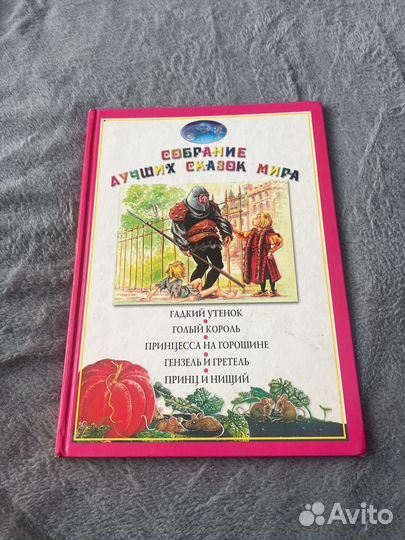 СОБРАНИЕ
ЛУЧШИХ СКАЗОК МИРА
ГАДКИЙ УТЕНОК
ГОЛЫЙ КОРОЛЬ
ПРИНЦЕССА НА ГОРОШИНЕ
ГЕНЗЕЛЬ И ГРЕТЕЛЬ
ПРИНЦ И НИЩИЙ
Avito